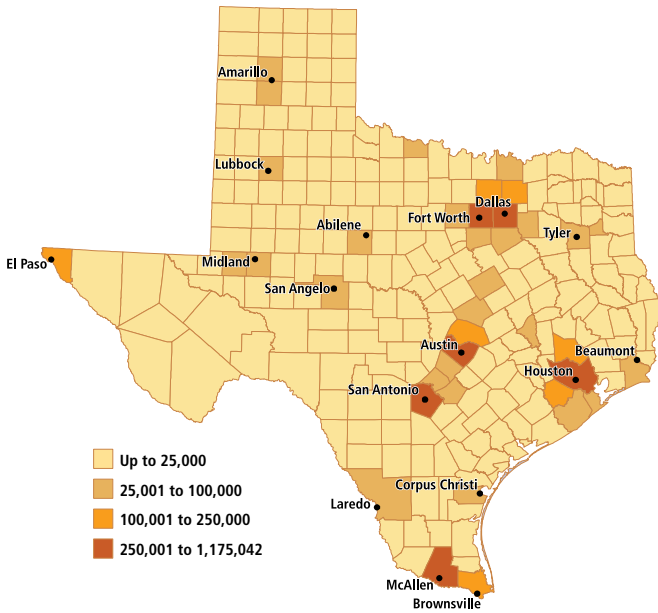 Amarillo
Lubbock
Dallas
Fort Worth
Abilene
Tyler
El Paso
Midland
San Angelo
Austin
Beaumont
Houston
San Antonio
Up to 25,000
25,001 to 100,000
Corpus Christi
Laredo
100,001 to 250,000
250,001 to 1,175,042
McAllen
Brownsville